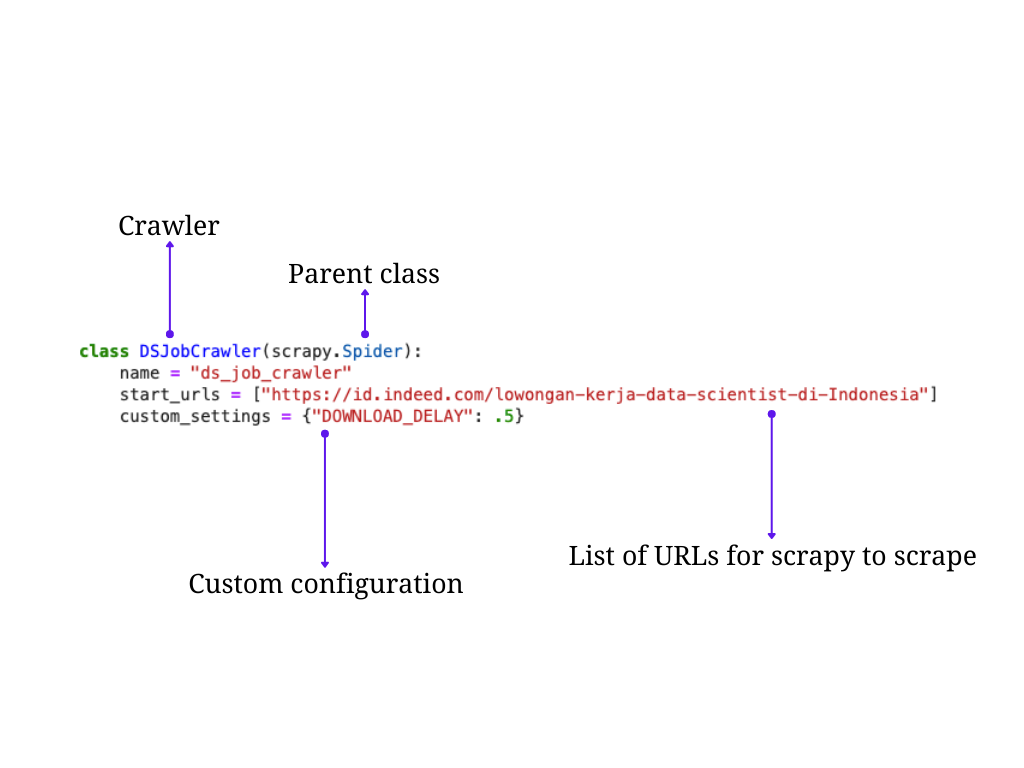 Crawler
Parent class
class DSJobCrawler(scrapy.Spider):
name = "ds_job_crawler"
start_urls = ["https://id.indeed.com/lowongan-kerja-data-scientist-di-Indonesia"]
custom_settings = {"DOWNLOAD_DELAY": .5}
List of URLs for scrapy to scrape
Custom configuration